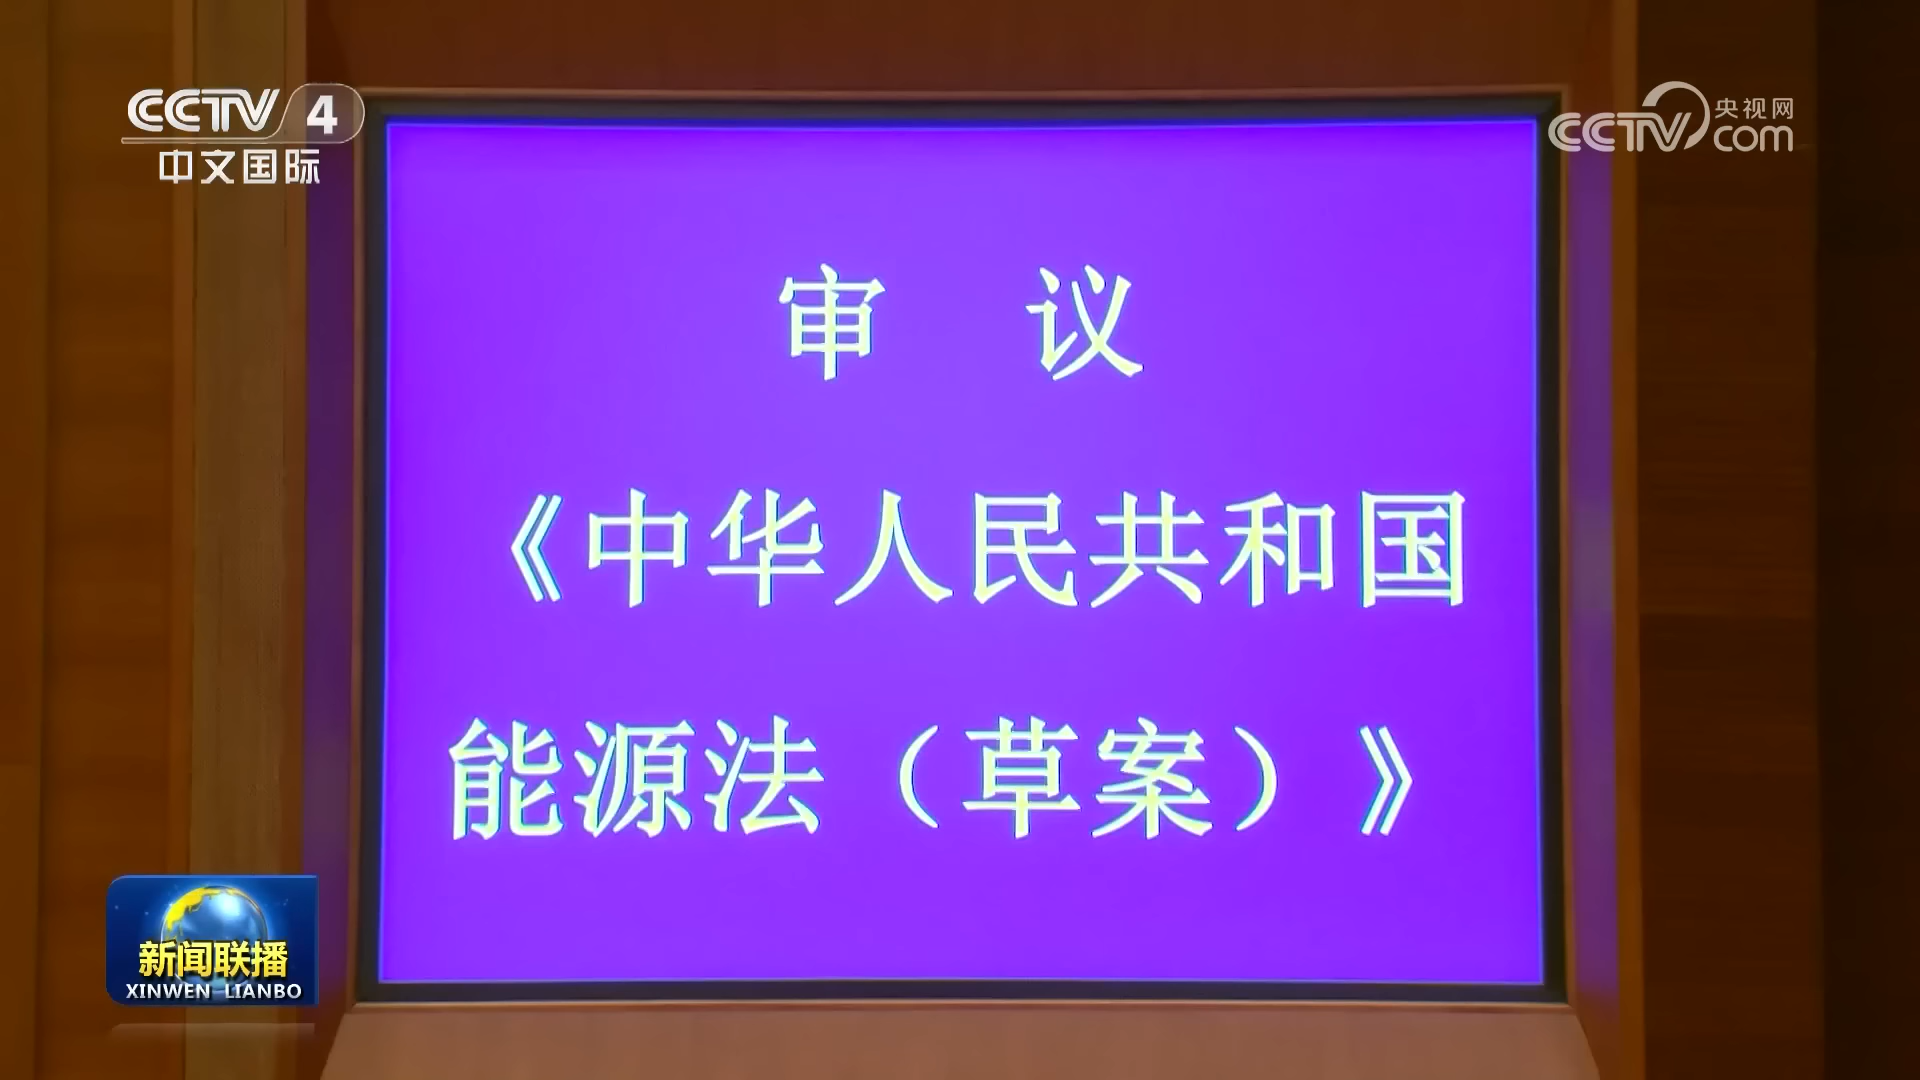 CCTV 4
中文国际
央视网
CCTV.com
审 议
《中华人民共和国
能源法（草案）》
新闻联播
XINWEN LIANBO